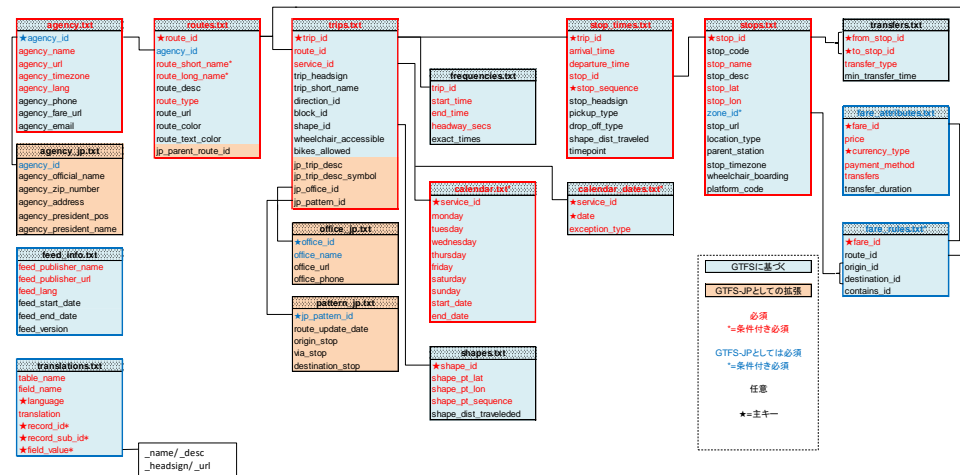 agency.txt
★agency_id
agency_name
agency_url
agency_timezone
agency_lang
agency_phone
agency_fare_url
agency_email
agency_jp.txt
agency_id
agency_official_name
agency_zip_number
agency_address
agency_president_pos
agency_president_name
feed_info.txt
feed_publisher_name
feed_publisher_url
feed_lang
feed_start_date
feed_end_date
feed_version
translations.txt
table_name
field_name
★language
translation
★record_id*
★record_sub_id*
★field_value*
_name/_desc
_headsign/_url
routes.txt
★route_id
agency_id
route_short_name*
route_long_name*
route_desc
route_type
route_url
route_color
route_text_color
jp_parent_route_id
trips.txt
★trip_id
route_id
service_id
trip_headsign
trip_short_name
direction_id
block_id
shape_id
wheelchair_accessible
bikes_allowed
jp_trip_desc
jp_trip_desc_symbol
jp_office_id
jp_pattern_id
office_jp.txt
★office_id
office_name
office_url
office_phone
pattern_jp.txt
★jp_pattern_id
route_update_date
origin_stop
via_stop
destination_stop
frequencies.txt
trip_id
start_time
end_time
headway_secs
exact_times
calendar.txt*
★service_id
monday
tuesday
wednesday
thursday
friday
saturday
sunday
start_date
end_date
shapes.txt
★shape_id
shape_pt_lat
shape_pt_lon
shape_pt_sequence
shape_dist_traveleded
stop_times.txt
★trip_id
arrival_time
departure_time
stop_id
★stop_sequence
stop_headsign
pickup_type
drop_off_type
shape_dist_traveled
timepoint
calendar_dates.txt*
★service_id
★date
exception_type
stops.txt
★stop_id
stop_code
stop_name
stop_desc
stop_lat
stop_lon
zone_id*
stop_url
location_type
parent_station
stop_timezone
wheelchair_boarding
platform_code
transfers.txt
★from_stop_id
★to_stop_id
transfer_type
min_transfer_time
fare_attributes.txt
★fare_id
price
★currency_type
payment_method
transfers
transfer_duration
fare_rules.txt*
★fare_id
route_id
origin_id
destination_id
contains_id
GTFSに基づく
GTFS-JPとしての拡張
必須
*=条件付き必須
GTFS-JPとしては必須
*=条件付き必須
任意
★=主キー